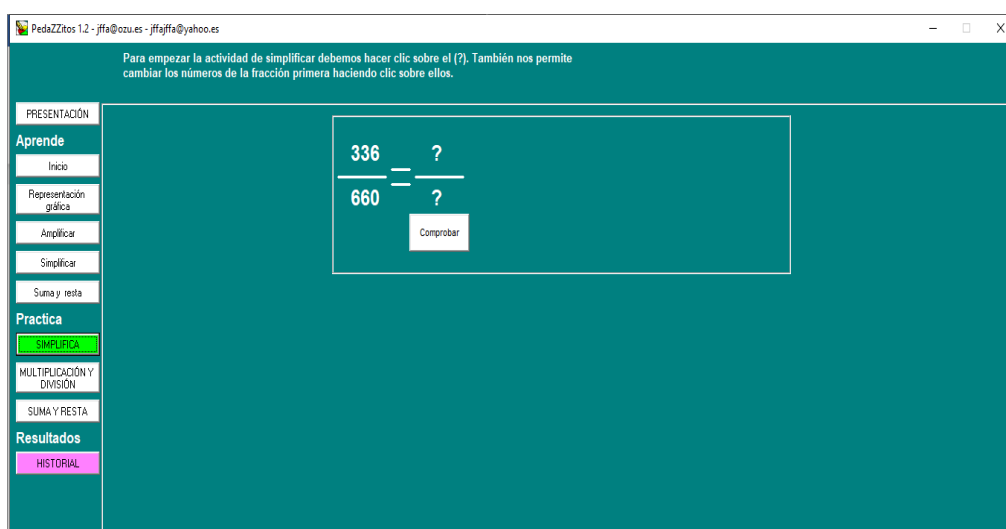 PedaZZitos 1.2 - jffa@ozu.es - jffajffa@yahoo.es
Para empezar la actividad de simplificar debemos hacer clic sobre el (?). También nos permite
cambiar los números de la fracción primera haciendo clic sobre ellos.
PRESENTACIÓN
Aprende
Inicio
Representación
gráfica
Amplificar
Simplificar
Suma y resta
Practica
SIMPLIFICA
MULTIPLICACIÓN Y
DIVISIÓN
SUMA Y RESTA
Resultados
HISTORIAL
336 = ?
660 ?
Comprobar